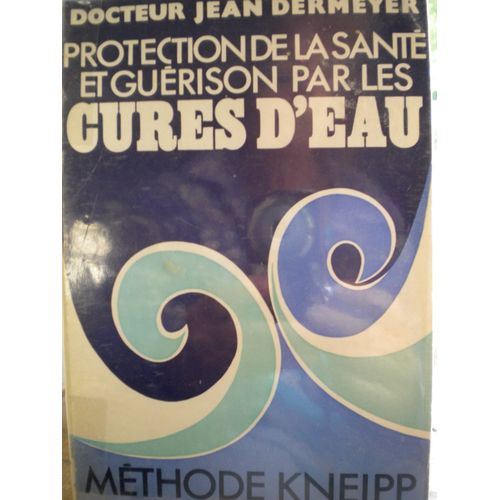 DOCTEUR JEAN DERMEYER
PROTECTION DE LA SANTÉ
ET GUÉRISON PAR LES
CURES D'EAU
MÉTHODE KNEIPP